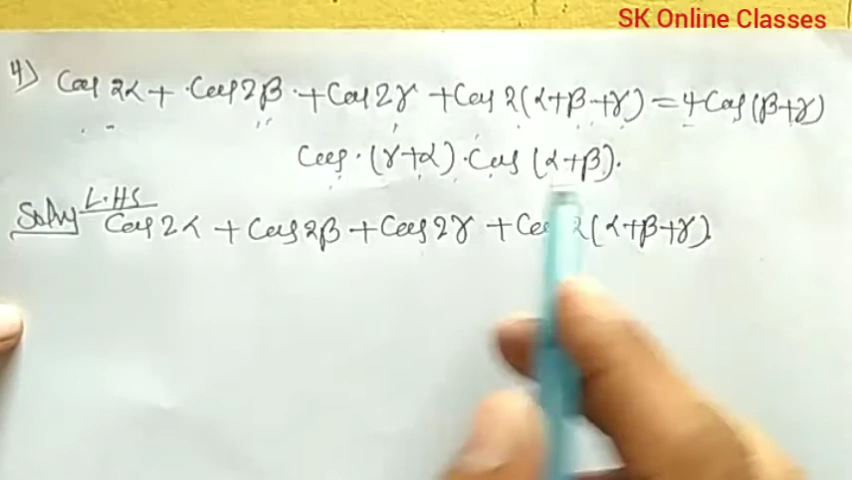 SK Online Classes
4) Cos 2α + Cos 2β + Cos 2γ + Cos 2(α+β+γ) = 4 Cos (β+γ)
Cos · (γ+α) · Cos (α+β).
Solⁿ L.H.S
Cos 2α + Cos 2β + Cos 2γ + Cos 2(α+β+γ).